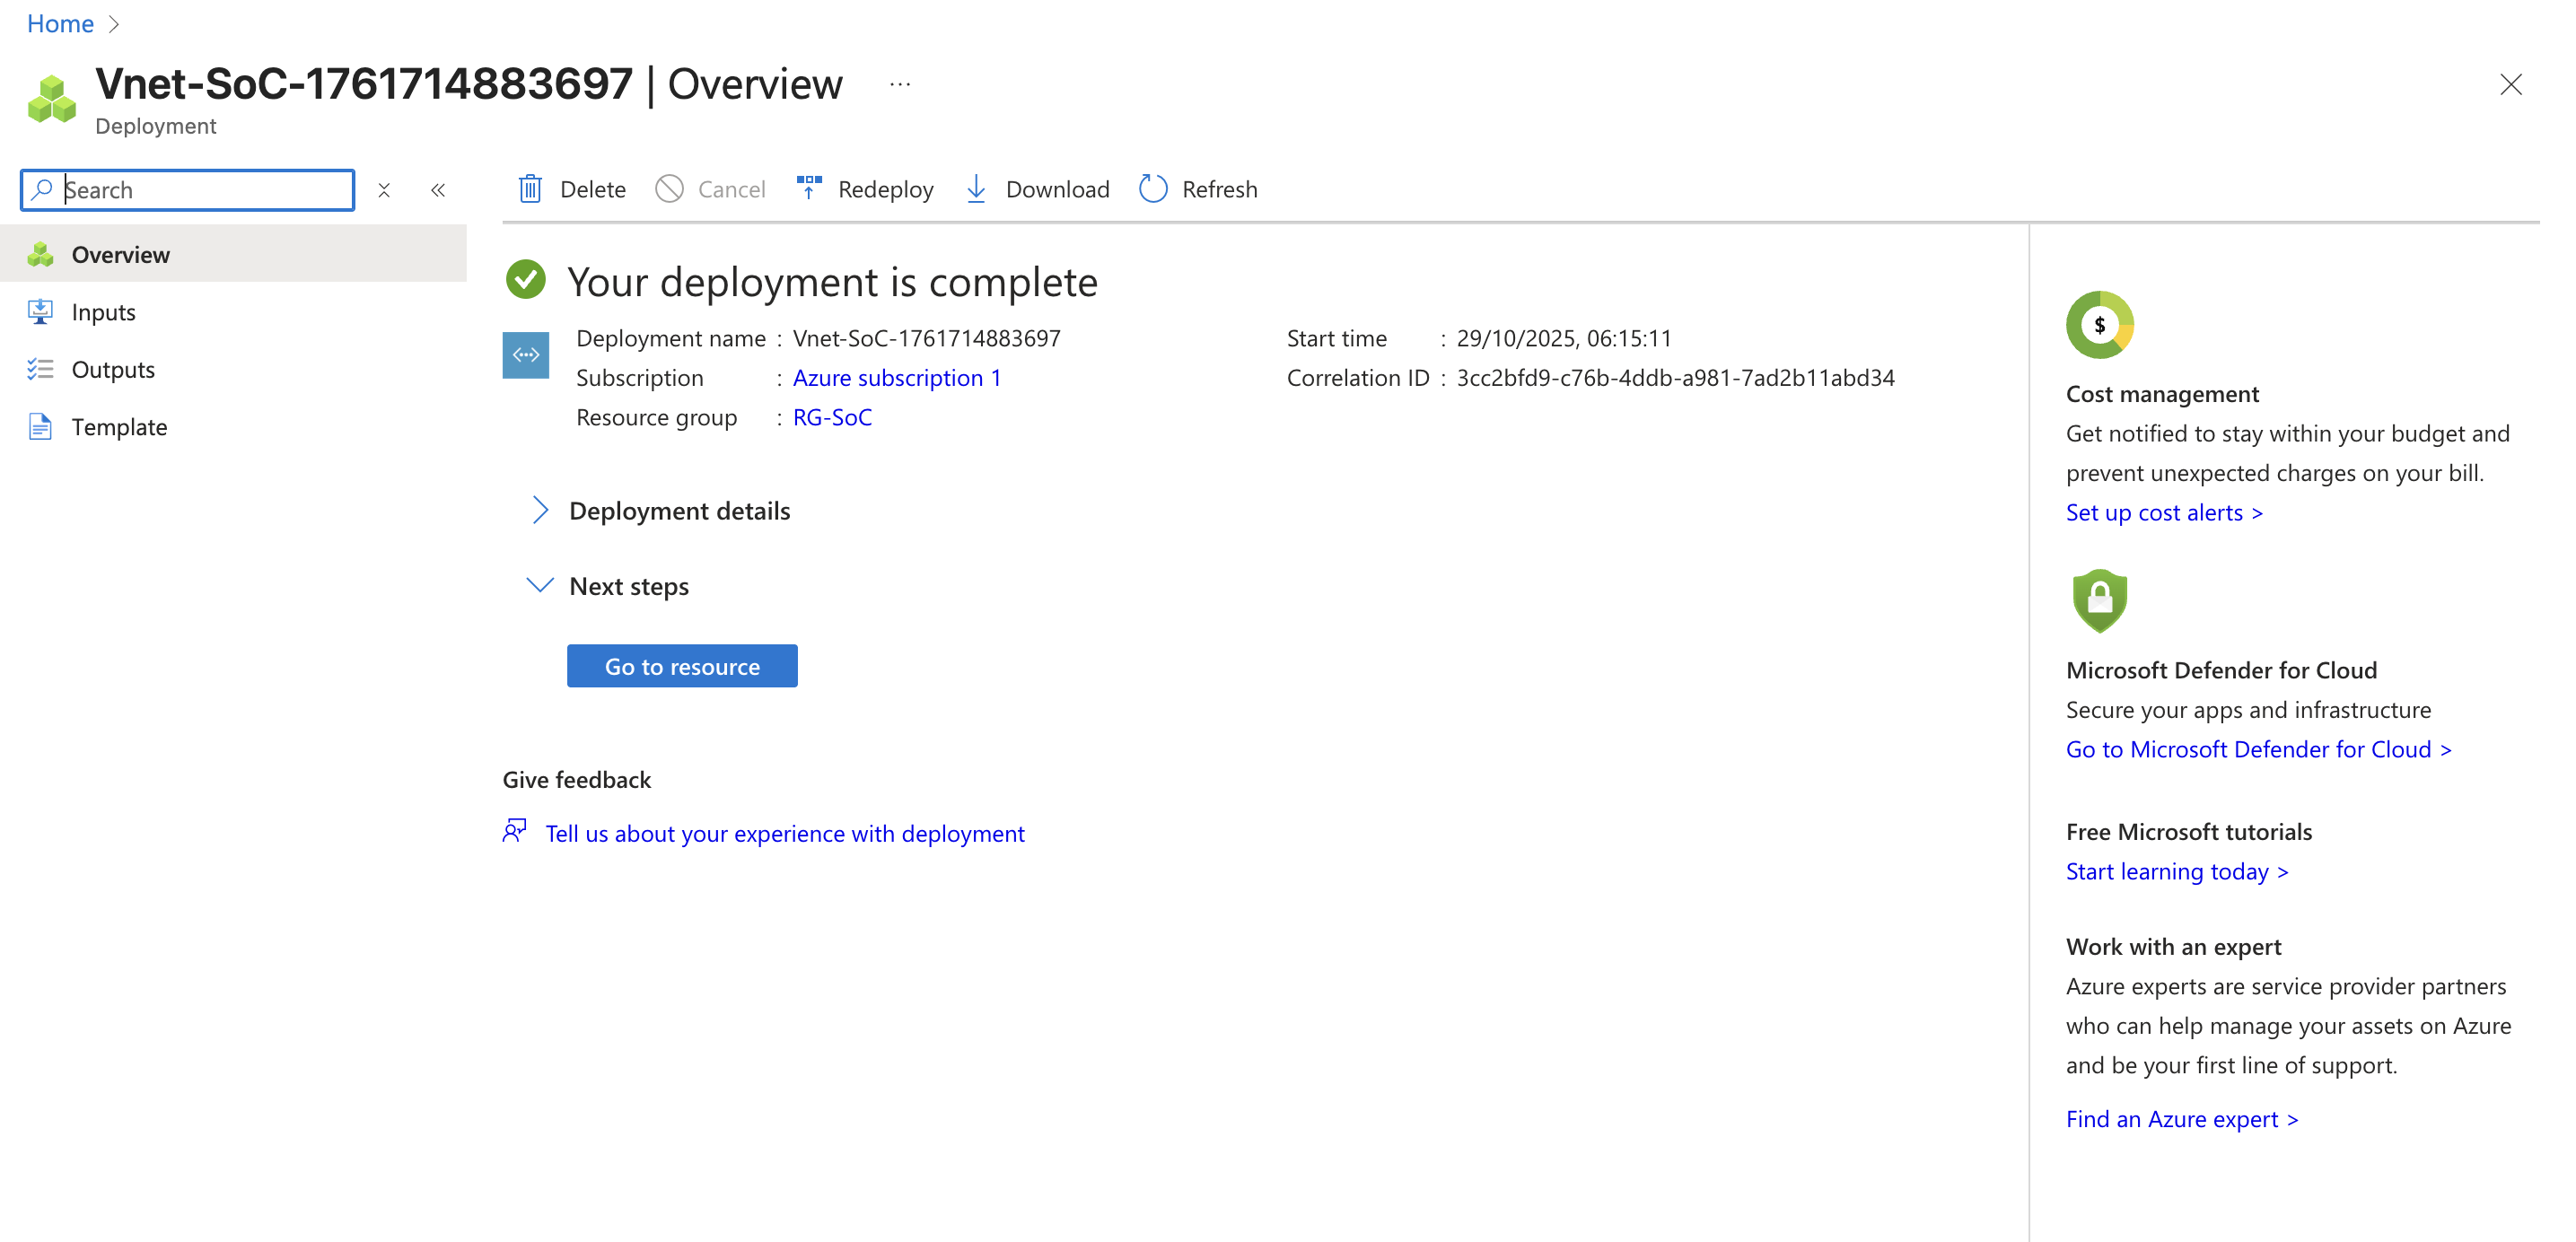 Home
Vnet-SoC-1761714883697 | Overview ...
Deployment
Search
Delete Cancel Redeploy Download Refresh
Overview
Inputs
Outputs
Template
Your deployment is complete
Deployment name : Vnet-SoC-1761714883697
Subscription : Azure subscription 1
Resource group : RG-SoC
Start time : 29/10/2025, 06:15:11
Correlation ID : 3cc2bfd9-c76b-4ddb-a981-7ad2b11abd34
Deployment details
Next steps
Go to resource
Give feedback
Tell us about your experience with deployment
$
Cost management
Get notified to stay within your budget and
prevent unexpected charges on your bill.
Set up cost alerts >
Microsoft Defender for Cloud
Secure your apps and infrastructure
Go to Microsoft Defender for Cloud >
Free Microsoft tutorials
Start learning today >
Work with an expert
Azure experts are service provider partners
who can help manage your assets on Azure
and be your first line of support.
Find an Azure expert >